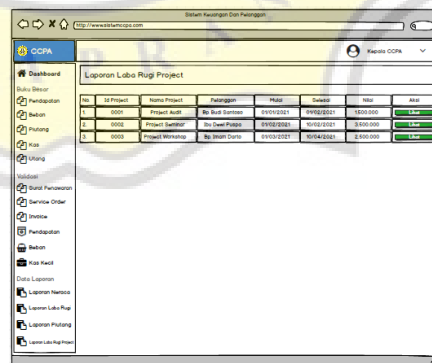 Sistem Keuangan Dan Pelanggan
http://www.sistemccpa.com
CCPA
Kepala CCPA
Dashboard
Laporan Laba Rugi Project
Buku Besar
Pendapatan
Beban
Piutang
Kas
Utang
No Id Project Nama Project Pelanggan Mulai Selesai Nilai Aksi
1. 0001 Project Audit Bp Budi Santoso 01/01/2021 01/02/2021 1500.000 Lihat
2. 0002 Project Seminar Ibu Dewi Puspa 01/02/2021 10/02/2021 3.500.000 Lihat
3. 0003 Project Workshop Bp Imam Darto 01/03/2021 10/04/2021 2.500.000 Lihat
Validasi
Surat Penawaran
Service Order
Invoice
Pendapatan
Beban
Kas Kecil
Data Laporan
Laporan Neraca
Laporan Laba Rugi
Laporan Piutang
Laporan Laba Rugi Project